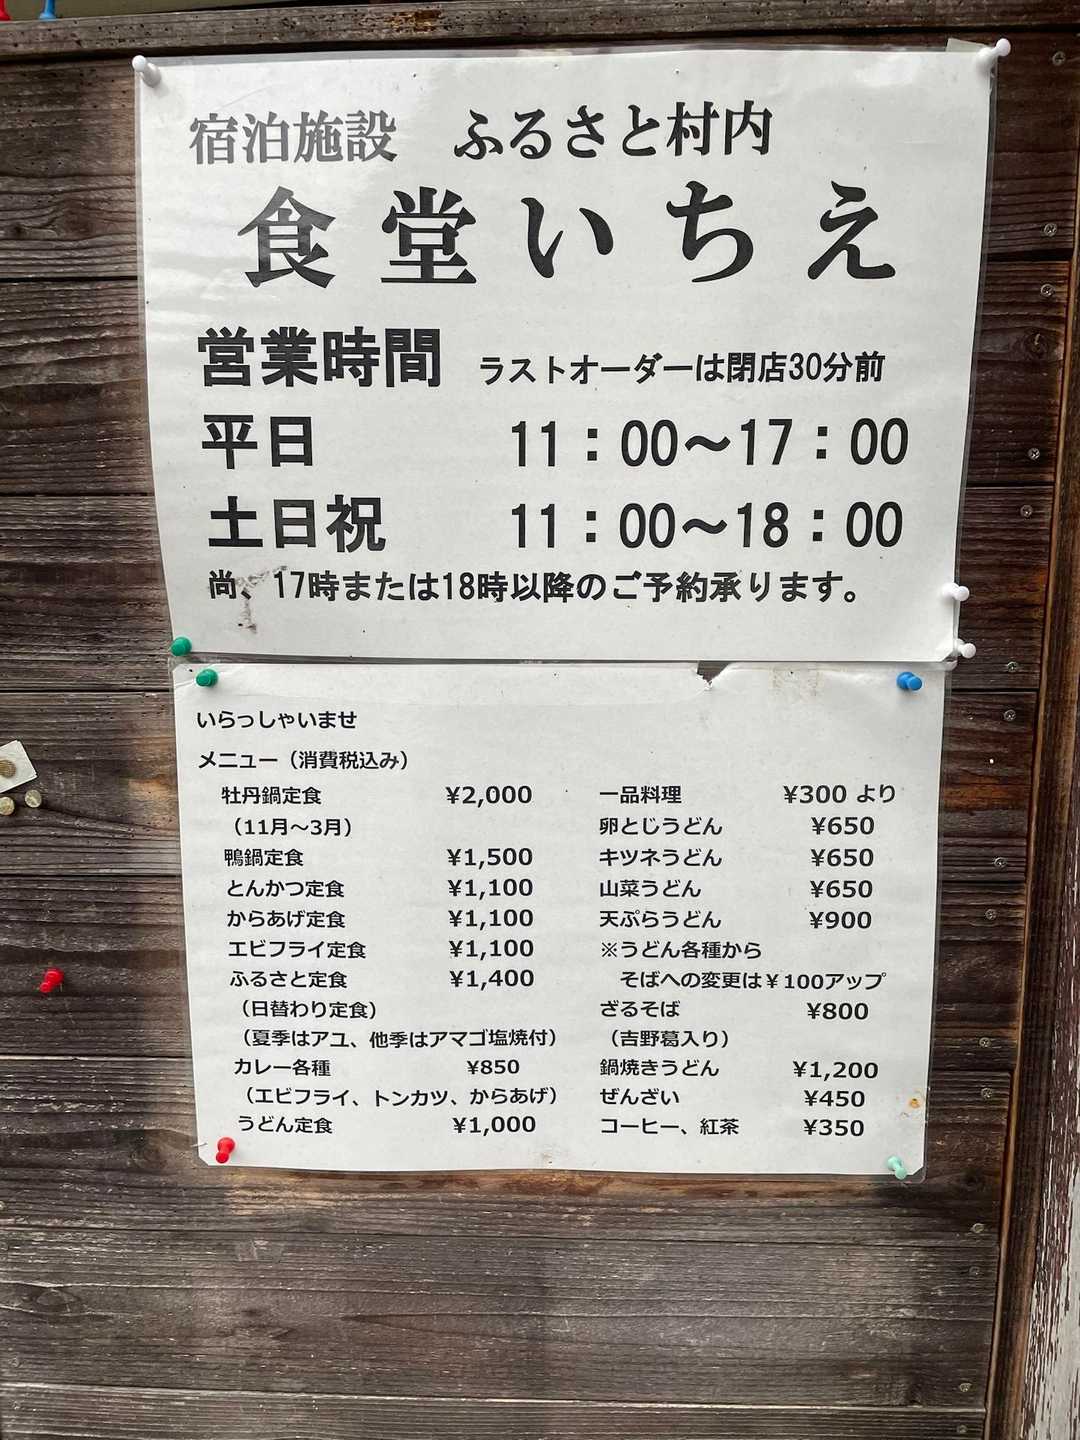 宿泊施設　ふるさと村内
食堂いちえ
営業時間　ラストオーダーは閉店30分前
平日　11：00～17：00
土日祝　11：00～18：00
尚、17時または18時以降のご予約承ります。
いらっしゃいませ
メニュー（消費税込み）
牡丹鍋定食　¥2,000
（11月～3月）
鴨鍋定食　¥1,500
とんかつ定食　¥1,100
からあげ定食　¥1,100
エビフライ定食　¥1,100
ふるさと定食　¥1,400
（日替わり定食）
（夏季はアユ、他季はアマゴ塩焼付）
カレー各種　¥850
（エビフライ、トンカツ、からあげ）
うどん定食　¥1,000
一品料理　¥300 より
卵とじうどん　¥650
キツネうどん　¥650
山菜うどん　¥650
天ぷらうどん　¥900
※うどん各種から
そばへの変更は￥100アップ
ざるそば　¥800
（吉野葛入り）
鍋焼きうどん　¥1,200
ぜんざい　¥450
コーヒー、紅茶　¥350